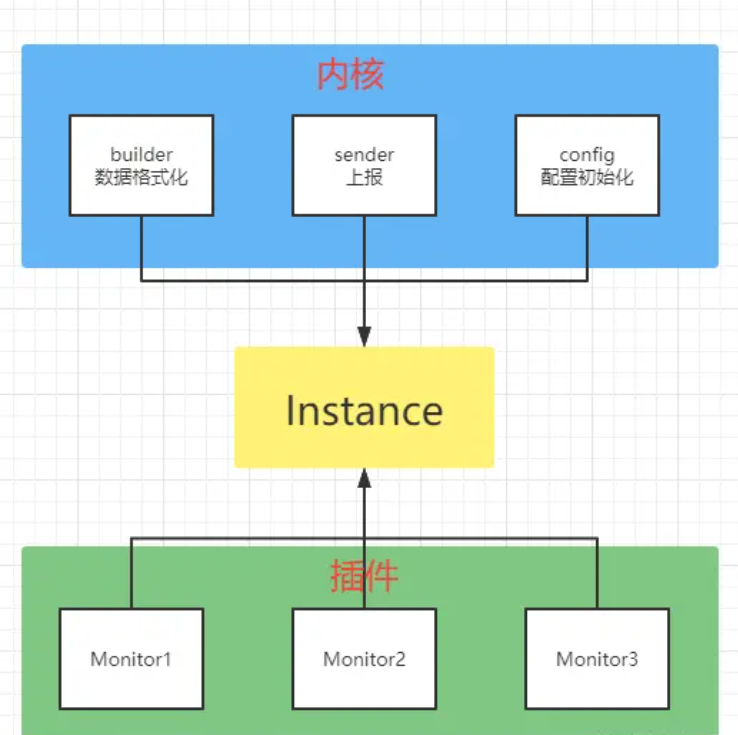 内核
builder
数据格式化
sender
上报
config
配置初始化
Instance
插件
Monitor1
Monitor2
Monitor3